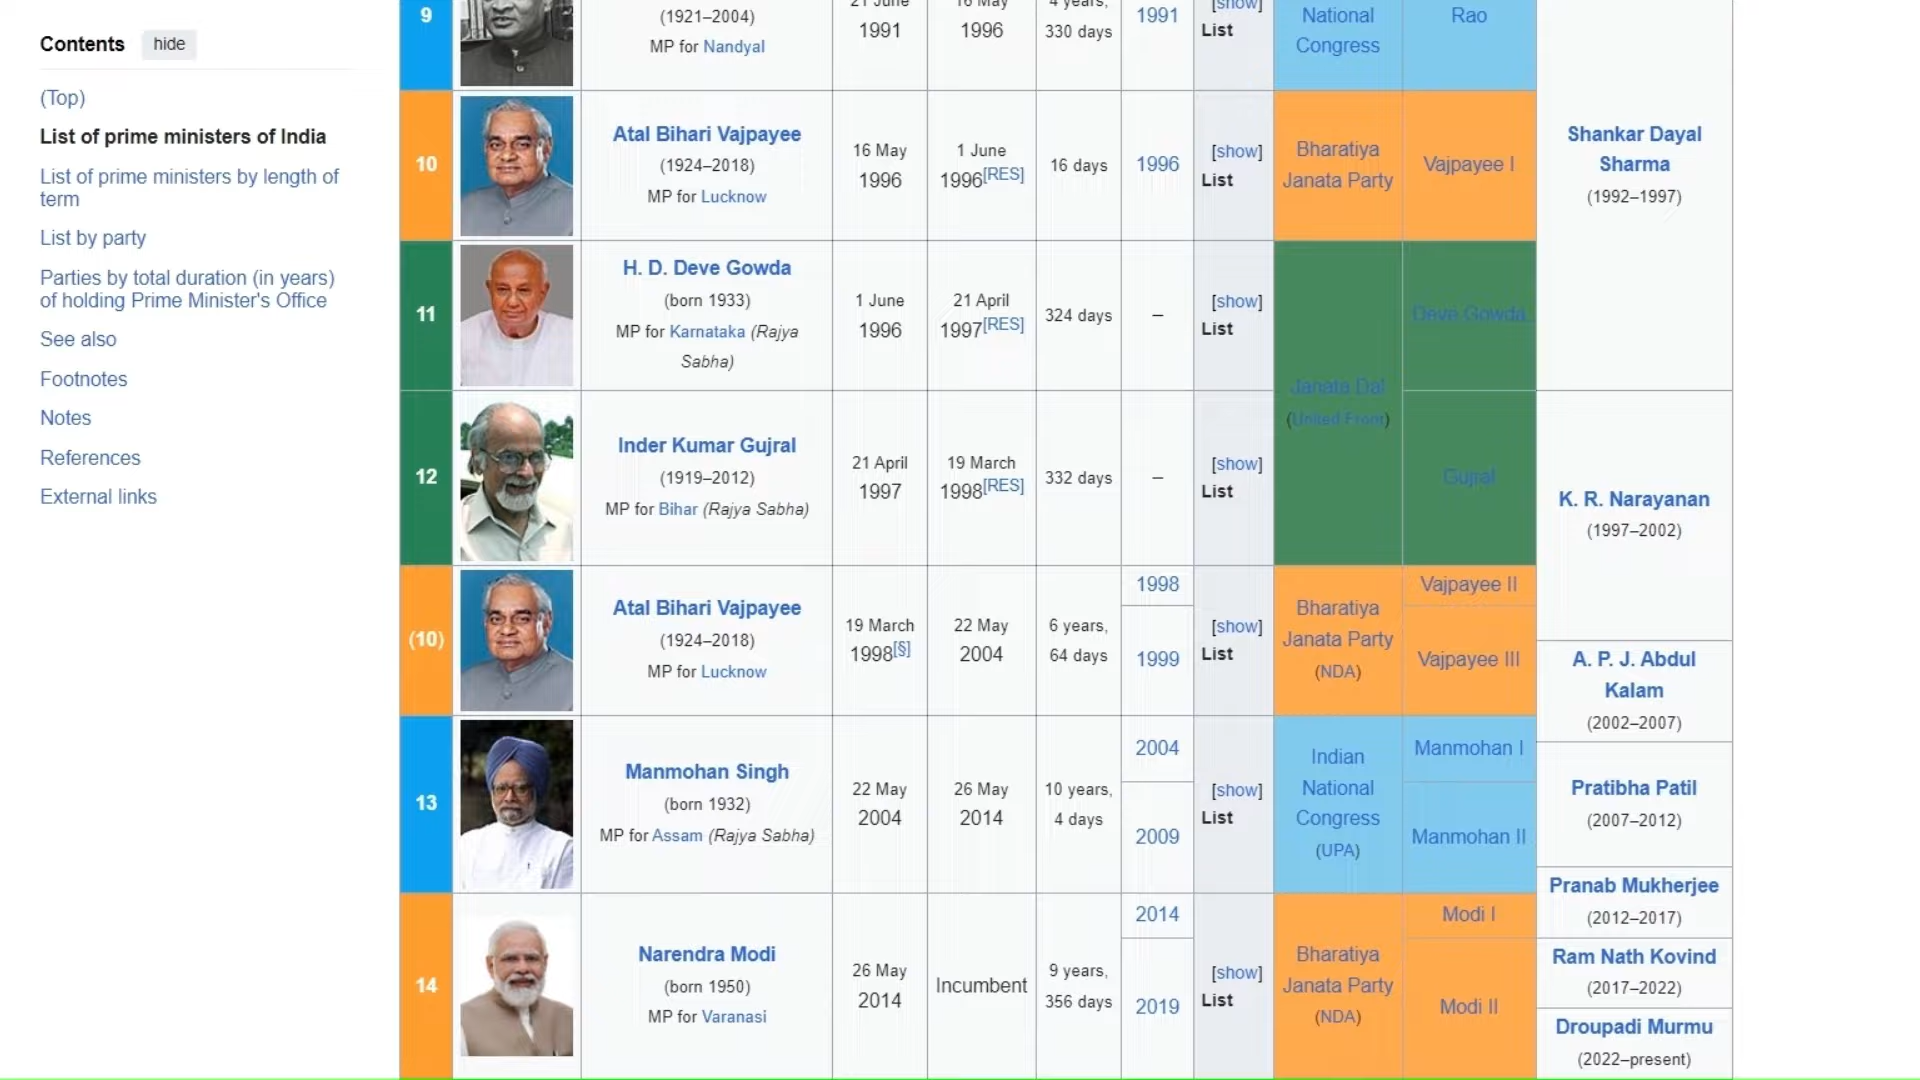 Contents hide
(Top)
List of prime ministers of India
List of prime ministers by length of
term
List by party
Parties by total duration (in years)
of holding Prime Minister's Office
See also
Footnotes
Notes
References
External links
9
(1921–2004)
MP for Nandyal
21 June
1991
16 May
1996
4 years,
330 days
1991
[show]
List
National
Congress
Rao
10
Atal Bihari Vajpayee
(1924–2018)
MP for Lucknow
16 May
1996
1 June
1996[RES]
16 days
1996
[show]
List
Bharatiya
Janata Party
Vajpayee I
Shankar Dayal
Sharma
(1992–1997)
11
H. D. Deve Gowda
(born 1933)
MP for Karnataka (Rajya
Sabha)
1 June
1996
21 April
1997[RES]
324 days
–
[show]
List
Janata Dal
(United Front)
Deve Gowda
12
Inder Kumar Gujral
(1919–2012)
MP for Bihar (Rajya Sabha)
21 April
1997
19 March
1998[RES]
332 days
–
[show]
List
Gujral
K. R. Narayanan
(1997–2002)
(10)
Atal Bihari Vajpayee
(1924–2018)
MP for Lucknow
19 March
1998[§]
22 May
2004
6 years,
64 days
1998
1999
[show]
List
Bharatiya
Janata Party
(NDA)
Vajpayee II
Vajpayee III
A. P. J. Abdul
Kalam
(2002–2007)
13
Manmohan Singh
(born 1932)
MP for Assam (Rajya Sabha)
22 May
2004
26 May
2014
10 years,
4 days
2004
2009
[show]
List
Indian
National
Congress
(UPA)
Manmohan I
Manmohan II
Pratibha Patil
(2007–2012)
Pranab Mukherjee
(2012–2017)
14
Narendra Modi
(born 1950)
MP for Varanasi
26 May
2014
Incumbent
9 years,
356 days
2014
2019
[show]
List
Bharatiya
Janata Party
(NDA)
Modi I
Modi II
Ram Nath Kovind
(2017–2022)
Droupadi Murmu
(2022–present)